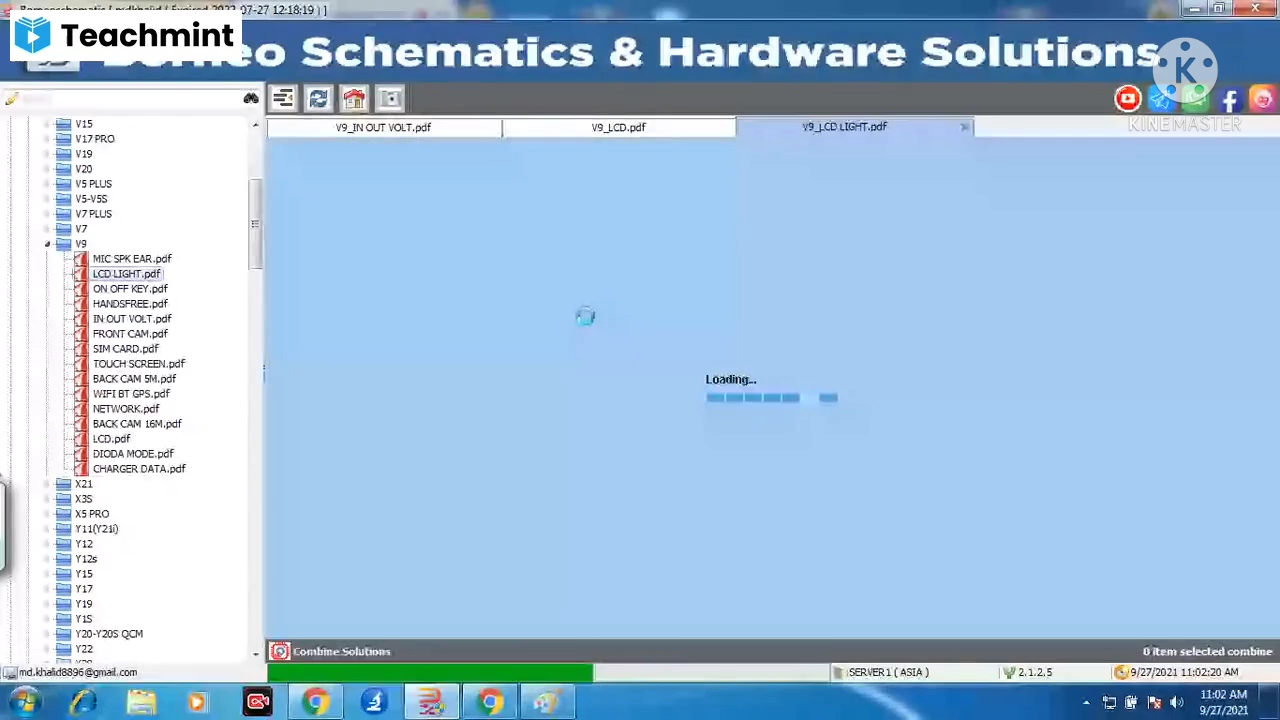 12:18:19 ) ]
Teachmint
Borneo Schematics & Hardware Solutions
K
KINEMASTER
V9_IN OUT VOLT.pdf
V9_LCD.pdf
V9_LCD LIGHT.pdf
V15
V17 PRO
V19
V20
V5 PLUS
V5-V5S
V7 PLUS
V7
V9
MIC SPK EAR.pdf
LCD LIGHT.pdf
ON OFF KEY.pdf
HANDSFREE.pdf
IN OUT VOLT.pdf
FRONT CAM.pdf
SIM CARD.pdf
TOUCH SCREEN.pdf
BACK CAM 5M.pdf
WIFI BT GPS.pdf
NETWORK.pdf
BACK CAM 16M.pdf
LCD.pdf
DIODA MODE.pdf
CHARGER DATA.pdf
X21
X3S
X5 PRO
Y11(Y21i)
Y12
Y12s
Y15
Y17
Y19
Y1S
Y20-Y20S QCM
Y22
Loading...
Combine Solutions
0 item selected combine
md.khalid8896@gmail.com
SERVER1 ( ASIA )
2.1.2.5
9/27/2021 11:02:20 AM
11:02 AM
9/27/2021